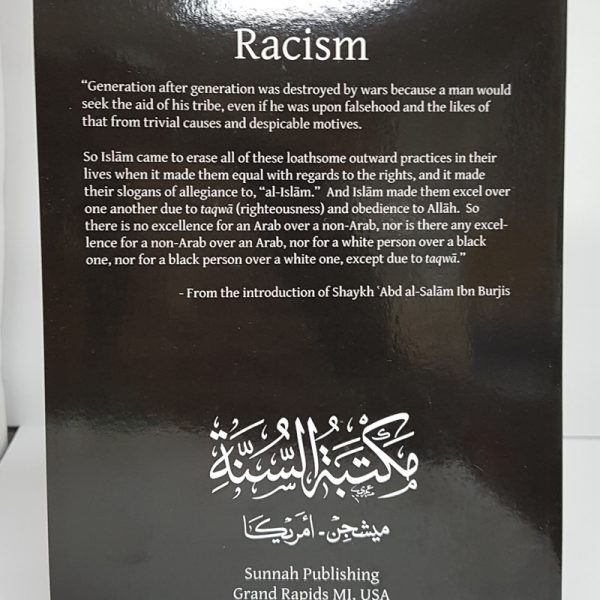 Racism
“Generation after generation was destroyed by wars because a man would
seek the aid of his tribe, even if he was upon falsehood and the likes of
that from trivial causes and despicable motives.
So Islām came to erase all of these loathsome outward practices in their
lives when it made them equal with regards to the rights, and it made
their slogans of allegiance to, “al-Islām.” And Islām made them excel over
one another due to taqwā (righteousness) and obedience to Allāh. So
there is no excellence for an Arab over a non-Arab, nor is there any excel-
lence for a non-Arab over an Arab, nor for a white person over a black
one, nor for a black person over a white one, except due to taqwā.”
- From the introduction of Shaykh ʿAbd al-Salām Ibn Burjis
مَكْتَبَةُ السُّنَّةِ
ميشجن - أمريكا
Sunnah Publishing
Grand Rapids MI, USA